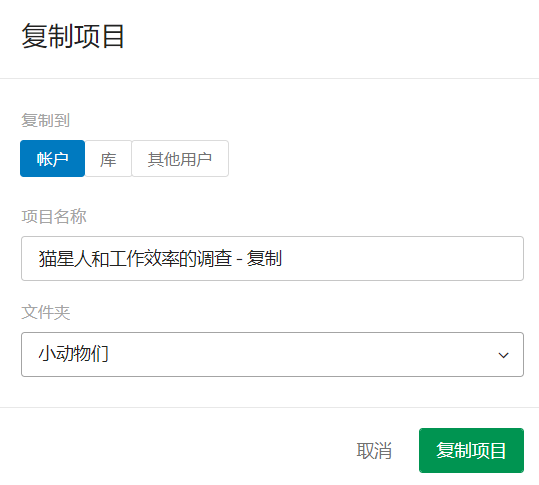 复制项目
复制到
帐户 库 其他用户
项目名称
猫星人和工作效率的调查 - 复制
文件夹
小动物们
取消 复制项目